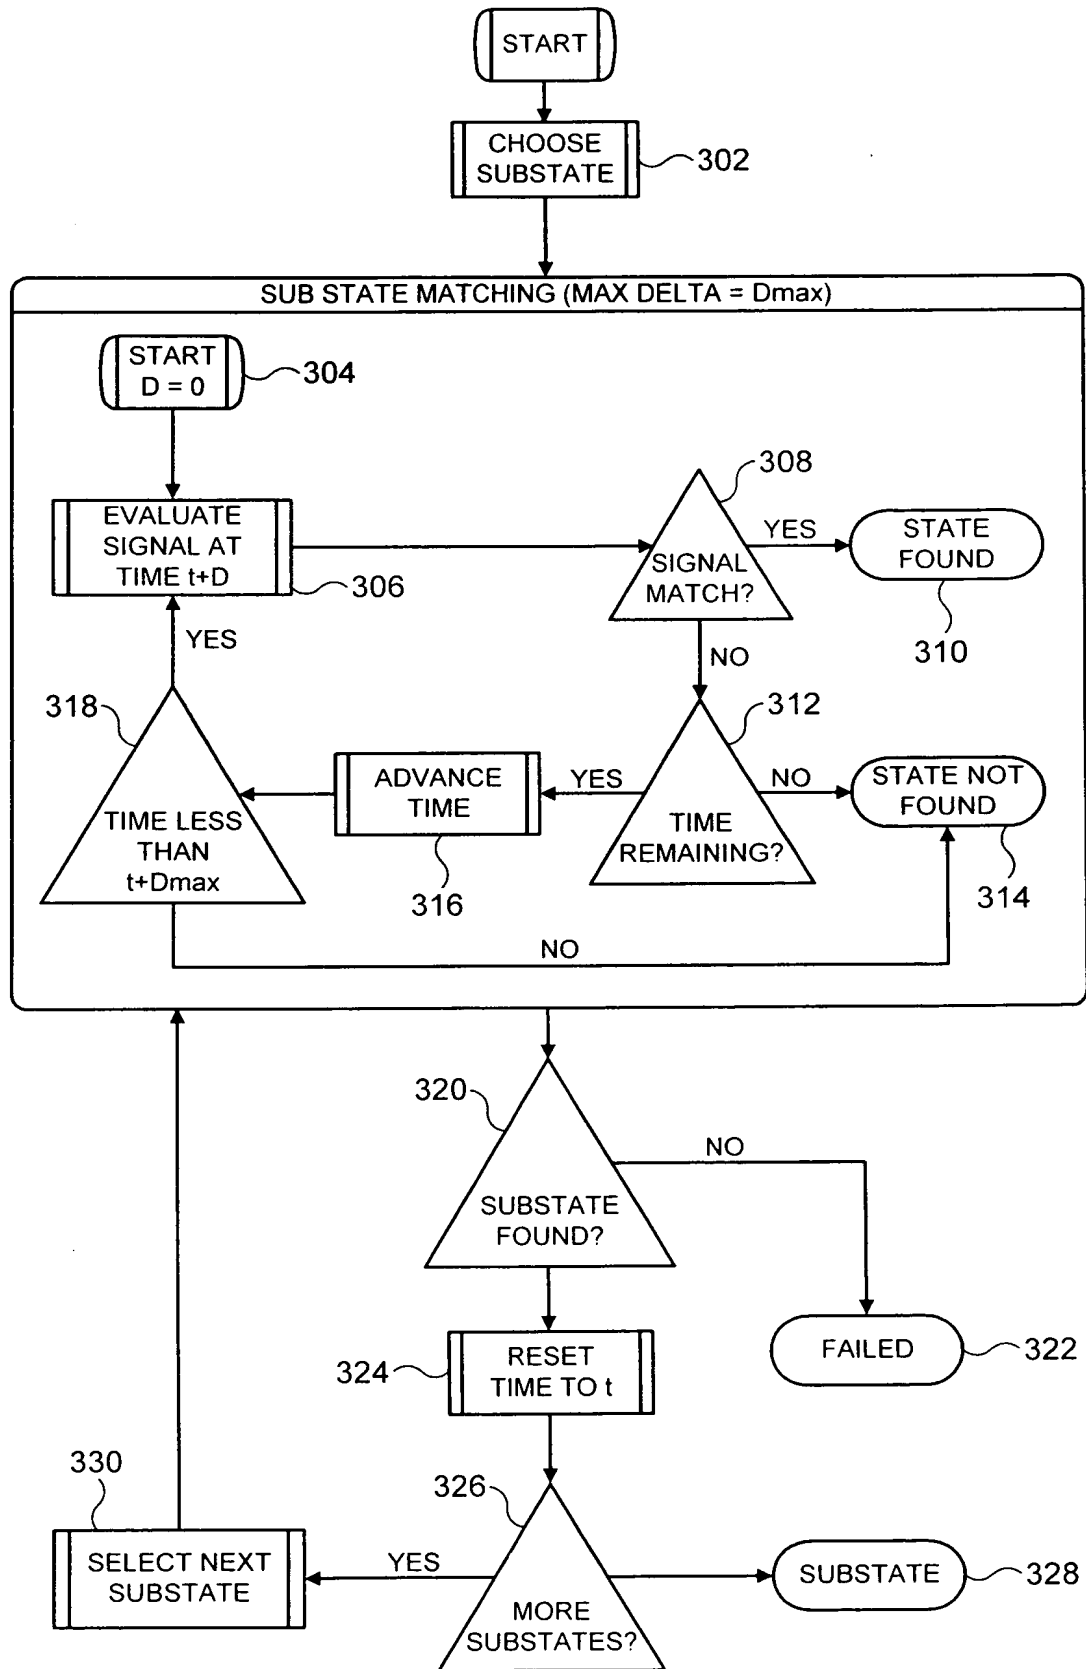 START
CHOOSE
SUBSTATE
302
SUB STATE MATCHING (MAX DELTA = Dmax)
START
D = 0
304
EVALUATE
SIGNAL AT
TIME t+D
306
308
SIGNAL
MATCH?
YES
STATE
FOUND
310
NO
YES
318
TIME LESS
THAN
t+Dmax
ADVANCE
TIME
316
YES
312
TIME
REMAINING?
NO
STATE NOT
FOUND
314
NO
320
SUBSTATE
FOUND?
NO
FAILED
322
324
RESET
TIME TO t
326
MORE
SUBSTATES?
YES
330
SELECT NEXT
SUBSTATE
SUBSTATE
328